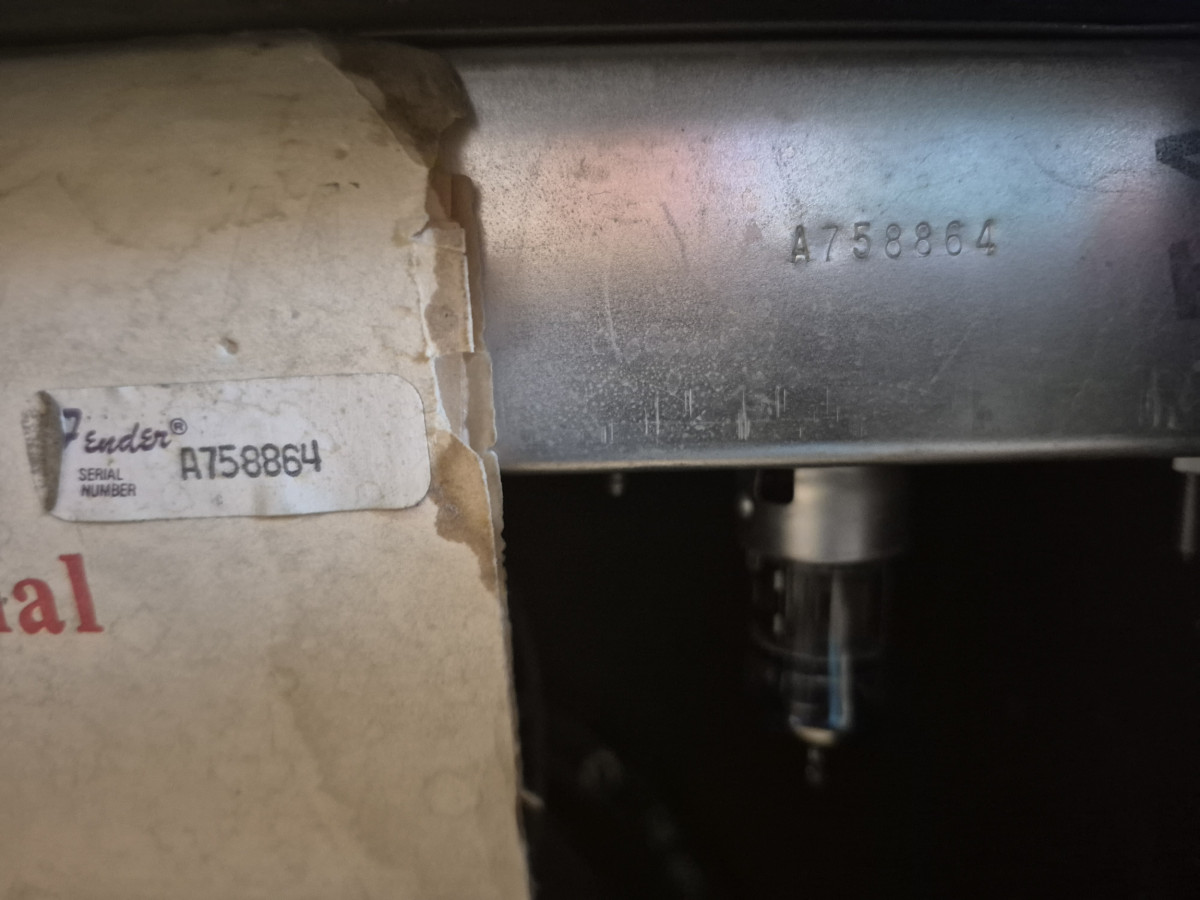 A758864
Fender®
SERIAL
NUMBER
A758864
al